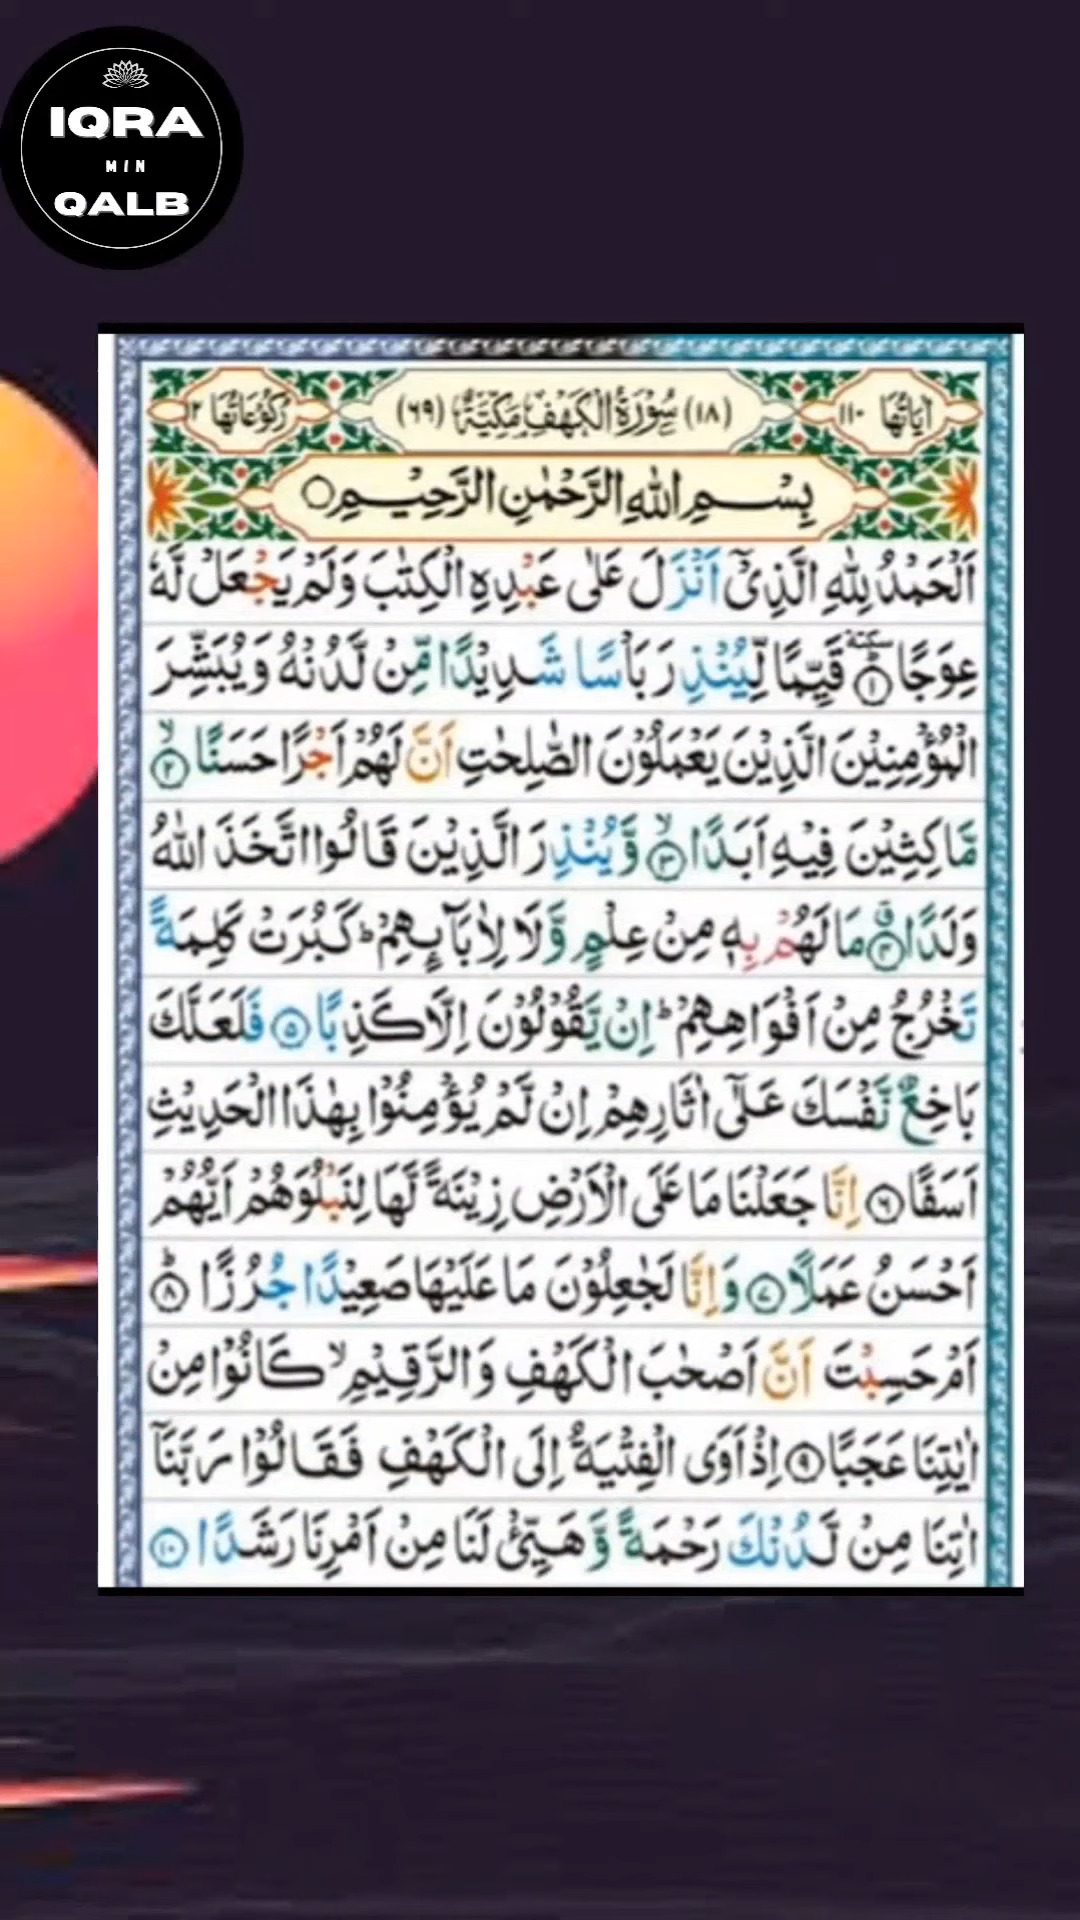 IQRA
MIN
QALB
اٰيَاتُهَا ١١٠
(١٨) سُوْرَةُ الْكَهْفِ مَكِّيَّةٌ (٦٩)
رُكُوْعَاتُهَا ١٢
بِسْمِ اللّٰهِ الرَّحْمٰنِ الرَّحِيْمِ ○
اَلْحَمْدُ لِلّٰهِ الَّذِيْۤ اَنْزَلَ عَلٰى عَبْدِهِ الْكِتٰبَ وَلَمْ يَجْعَلْ لَّهٗ
عِوَجًا ۜ ١ قَيِّمًا لِّيُنْذِرَ بَاْسًا شَدِيْدًا مِّنْ لَّدُنْهُ وَيُبَشِّرَ
الْمُؤْمِنِيْنَ الَّذِيْنَ يَعْمَلُوْنَ الصّٰلِحٰتِ اَنَّ لَهُمْ اَجْرًا حَسَنًا ۙ ٢
مَّاكِثِيْنَ فِيْهِ اَبَدًا ۙ ٣ وَّيُنْذِرَ الَّذِيْنَ قَالُوا اتَّخَذَ اللّٰهُ
وَلَدًا ۗ ٤ مَا لَهُمْ بِهٖ مِنْ عِلْمٍ وَّلَا لِاٰبَآىِٕهِمْ ؕ كَبُرَتْ كَلِمَةً
تَخْرُجُ مِنْ اَفْوَاهِهِمْ ؕ اِنْ يَّقُوْلُوْنَ اِلَّا كَذِبًا ٥ فَلَعَلَّكَ
بَاخِعٌ نَّفْسَكَ عَلٰۤى اٰثَارِهِمْ اِنْ لَّمْ يُؤْمِنُوْا بِهٰذَا الْحَدِيْثِ
اَسَفًا ٦ اِنَّا جَعَلْنَا مَا عَلَى الْاَرْضِ زِيْنَةً لَّهَا لِنَبْلُوَهُمْ اَيُّهُمْ
اَحْسَنُ عَمَلًا ٧ وَاِنَّا لَجٰعِلُوْنَ مَا عَلَيْهَا صَعِيْدًا جُرُزًا ؕ ٨
اَمْ حَسِبْتَ اَنَّ اَصْحٰبَ الْكَهْفِ وَالرَّقِيْمِ ۙ كَانُوْا مِنْ
اٰيٰتِنَا عَجَبًا ٩ اِذْ اَوَى الْفِتْيَةُ اِلَى الْكَهْفِ فَقَالُوْا رَبَّنَاۤ
اٰتِنَا مِنْ لَّدُنْكَ رَحْمَةً وَّهَيِّئْ لَنَا مِنْ اَمْرِنَا رَشَدًا ١٠